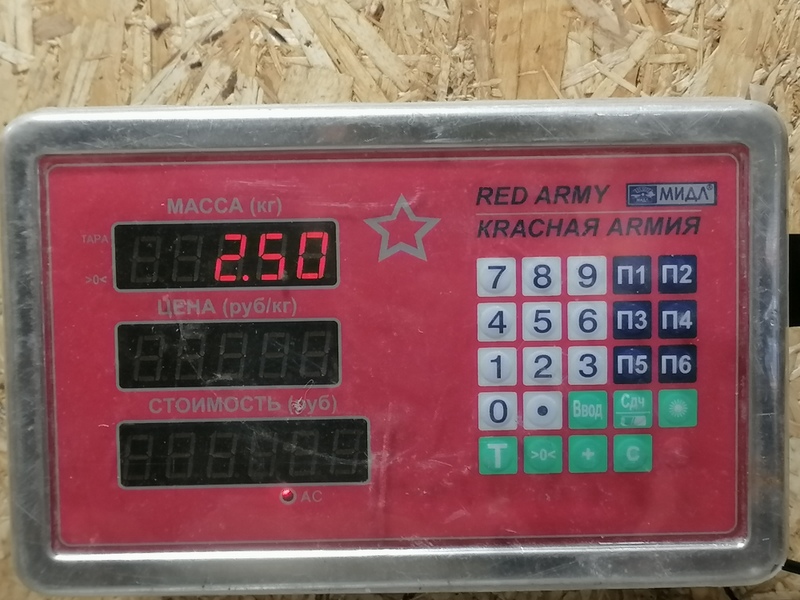 МАССА (кг)
ТАРА
>0<
2.50
ЦЕНА (руб/кг)
СТОИМОСТЬ (руб)
AC
RED ARMY МИДЛ®
КРАСНАЯ АРМИЯ
7 8 9 П1 П2
4 5 6 П3 П4
1 2 3 П5 П6
0 • Ввод Сдч
T >0< + C